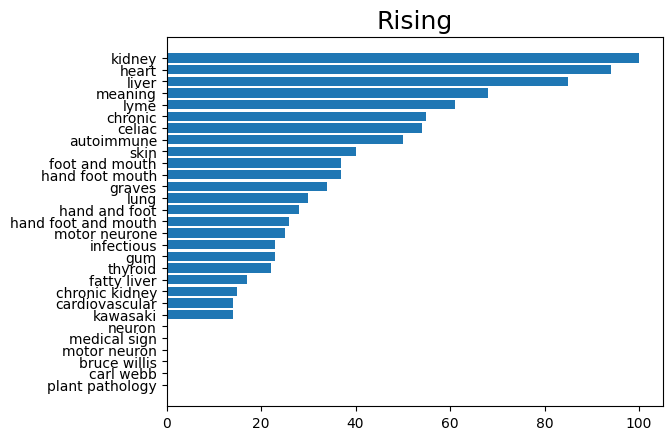 Rising
kidney
heart
liver
meaning
lyme
chronic
celiac
autoimmune
skin
foot and mouth
hand foot mouth
graves
lung
hand and foot
hand foot and mouth
motor neurone
infectious
gum
thyroid
fatty liver
chronic kidney
cardiovascular
kawasaki
neuron
medical sign
motor neuron
bruce willis
carl webb
plant pathology
0 20 40 60 80 100